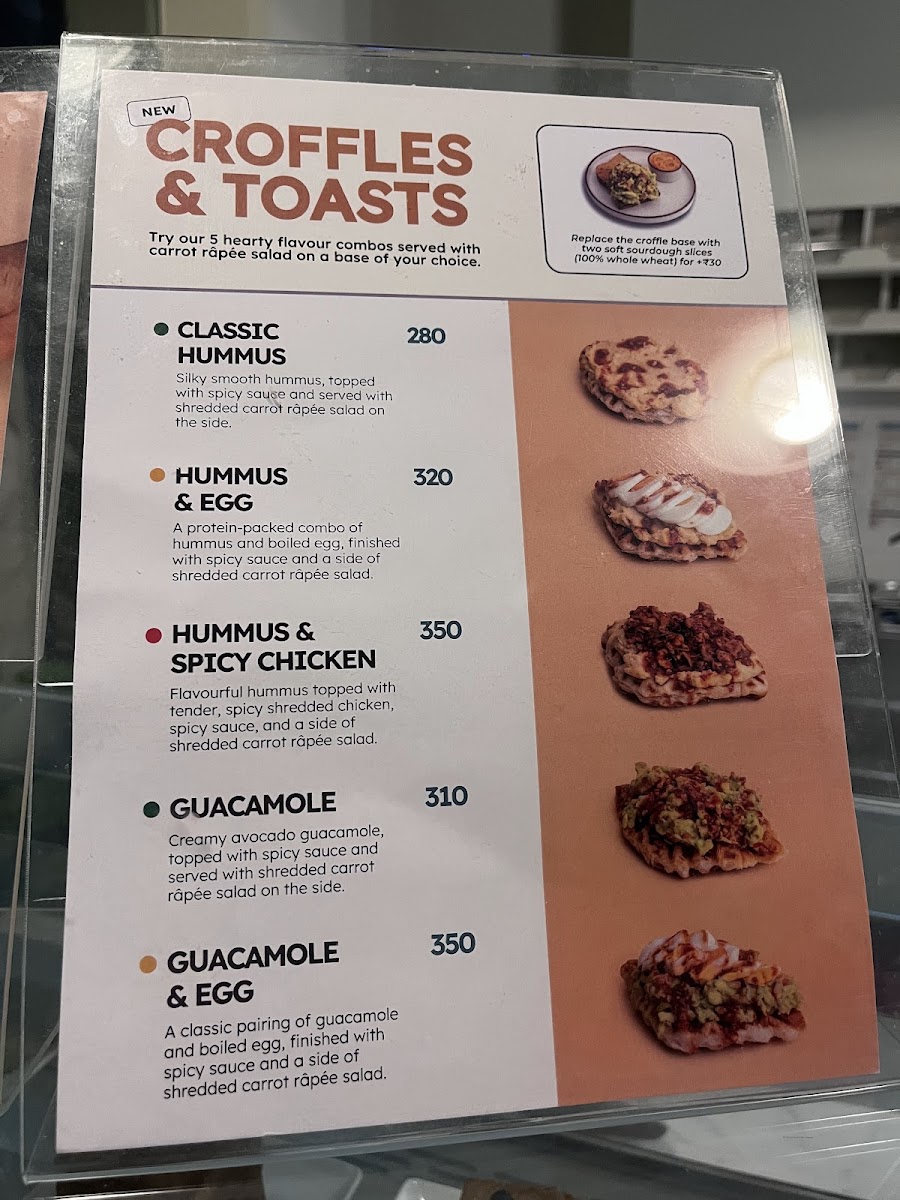 NEW
CROFFLES
& TOASTS
Try our 5 hearty flavour combos served with
carrot râpée salad on a base of your choice.
Replace the croffle base with
two soft sourdough slices
(100% whole wheat) for +₹30
CLASSIC
HUMMUS
280
Silky smooth hummus, topped
with spicy sauce and served with
shredded carrot râpée salad on
the side.
HUMMUS
& EGG
320
A protein-packed combo of
hummus and boiled egg, finished
with spicy sauce and a side of
shredded carrot râpée salad.
HUMMUS &
SPICY CHICKEN
350
Flavourful hummus topped with
tender, spicy shredded chicken,
spicy sauce, and a side of
shredded carrot râpée salad.
GUACAMOLE
310
Creamy avocado guacamole,
topped with spicy sauce and
served with shredded carrot
râpée salad on the side.
GUACAMOLE
& EGG
350
A classic pairing of guacamole
and boiled egg, finished with
spicy sauce and a side of
shredded carrot râpée salad.